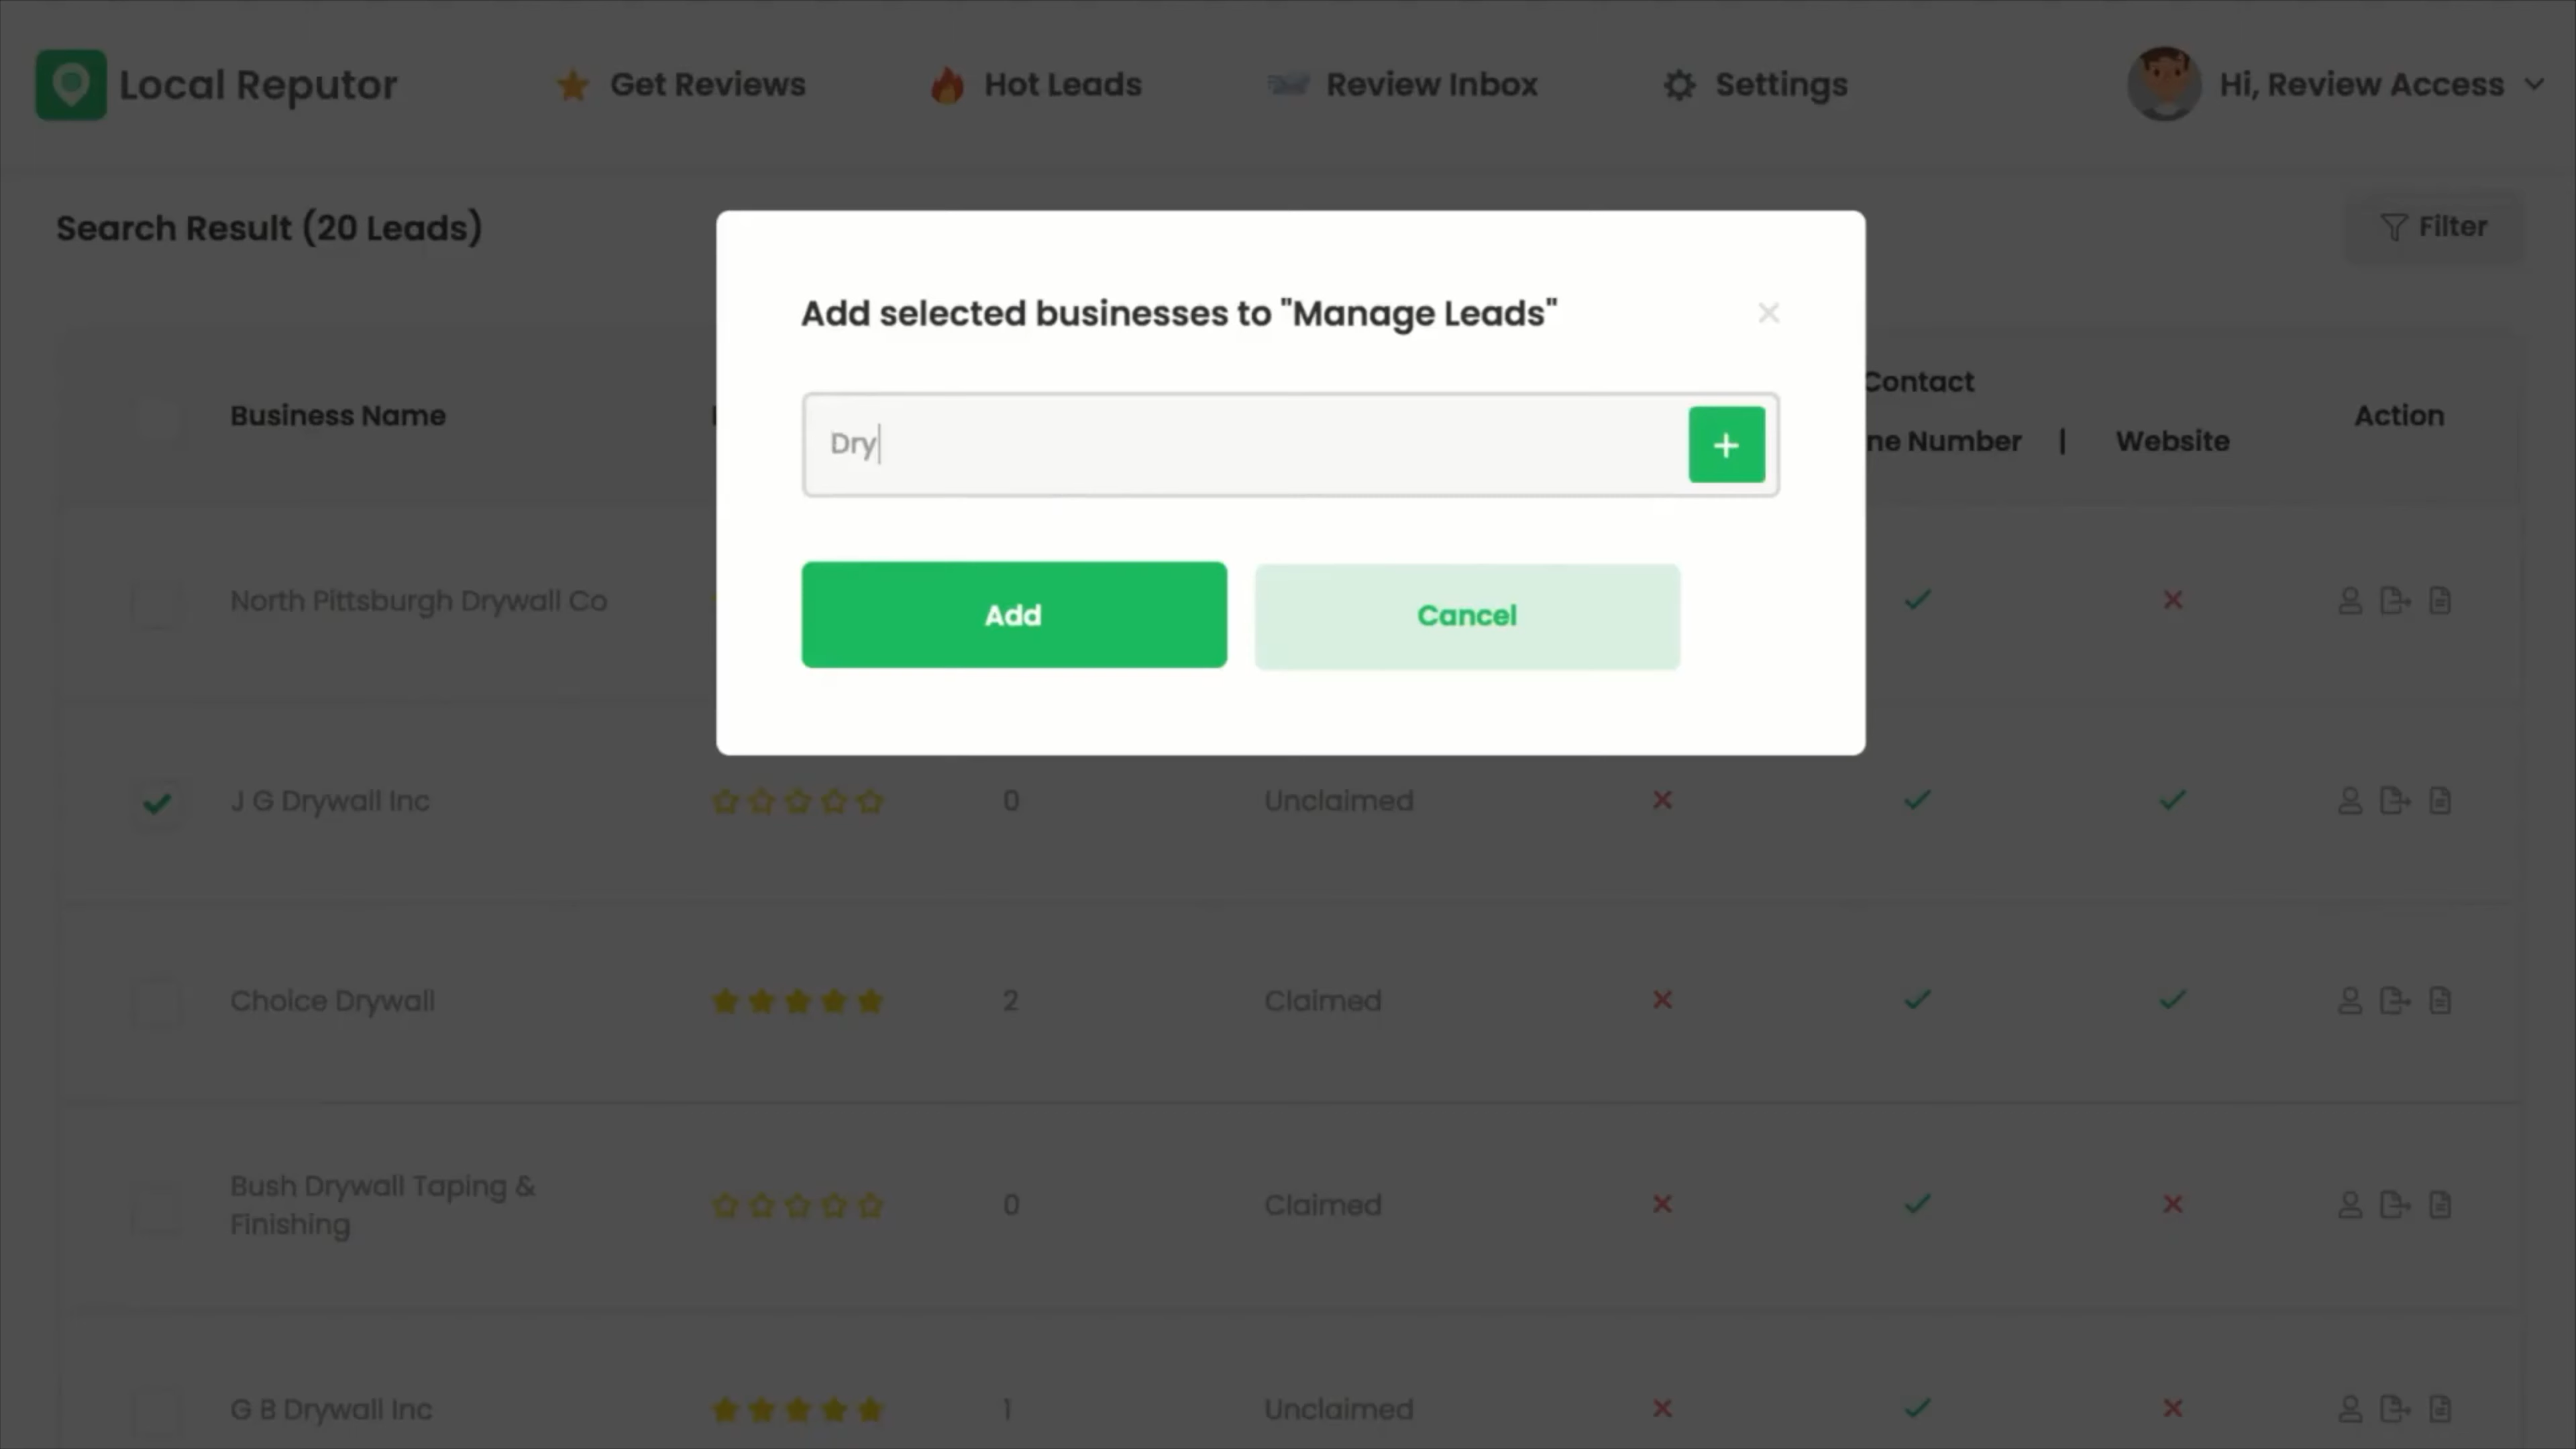 Local Reputor
Get Reviews
Hot Leads
Review Inbox
Settings
Hi, Review Access
Search Result (20 Leads)
Filter
Add selected businesses to "Manage Leads"
Dry
Add
Cancel
Business Name
Contact
| Website
Action
North Pittsburgh Drywall Co
J G Drywall Inc 0 Unclaimed
Choice Drywall 2 Claimed
Bush Drywall Taping &
Finishing
0 Claimed
G B Drywall Inc 1 Unclaimed